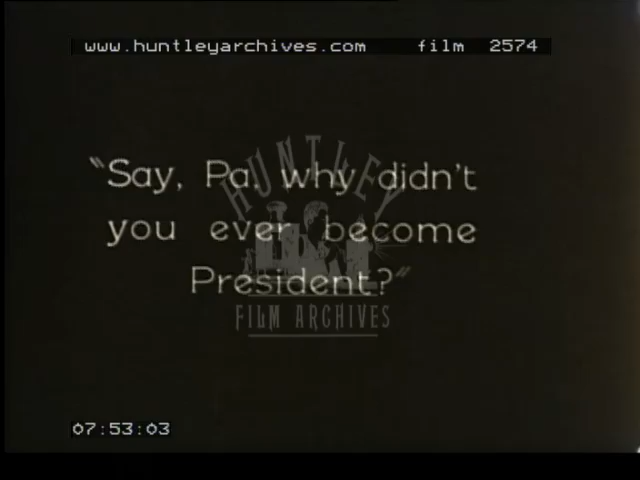 www.huntleyarchives.com film 2574
"Say, Pa, why didn't
you ever become
President?"
HUNTLEY
FILM ARCHIVES
07:53:03